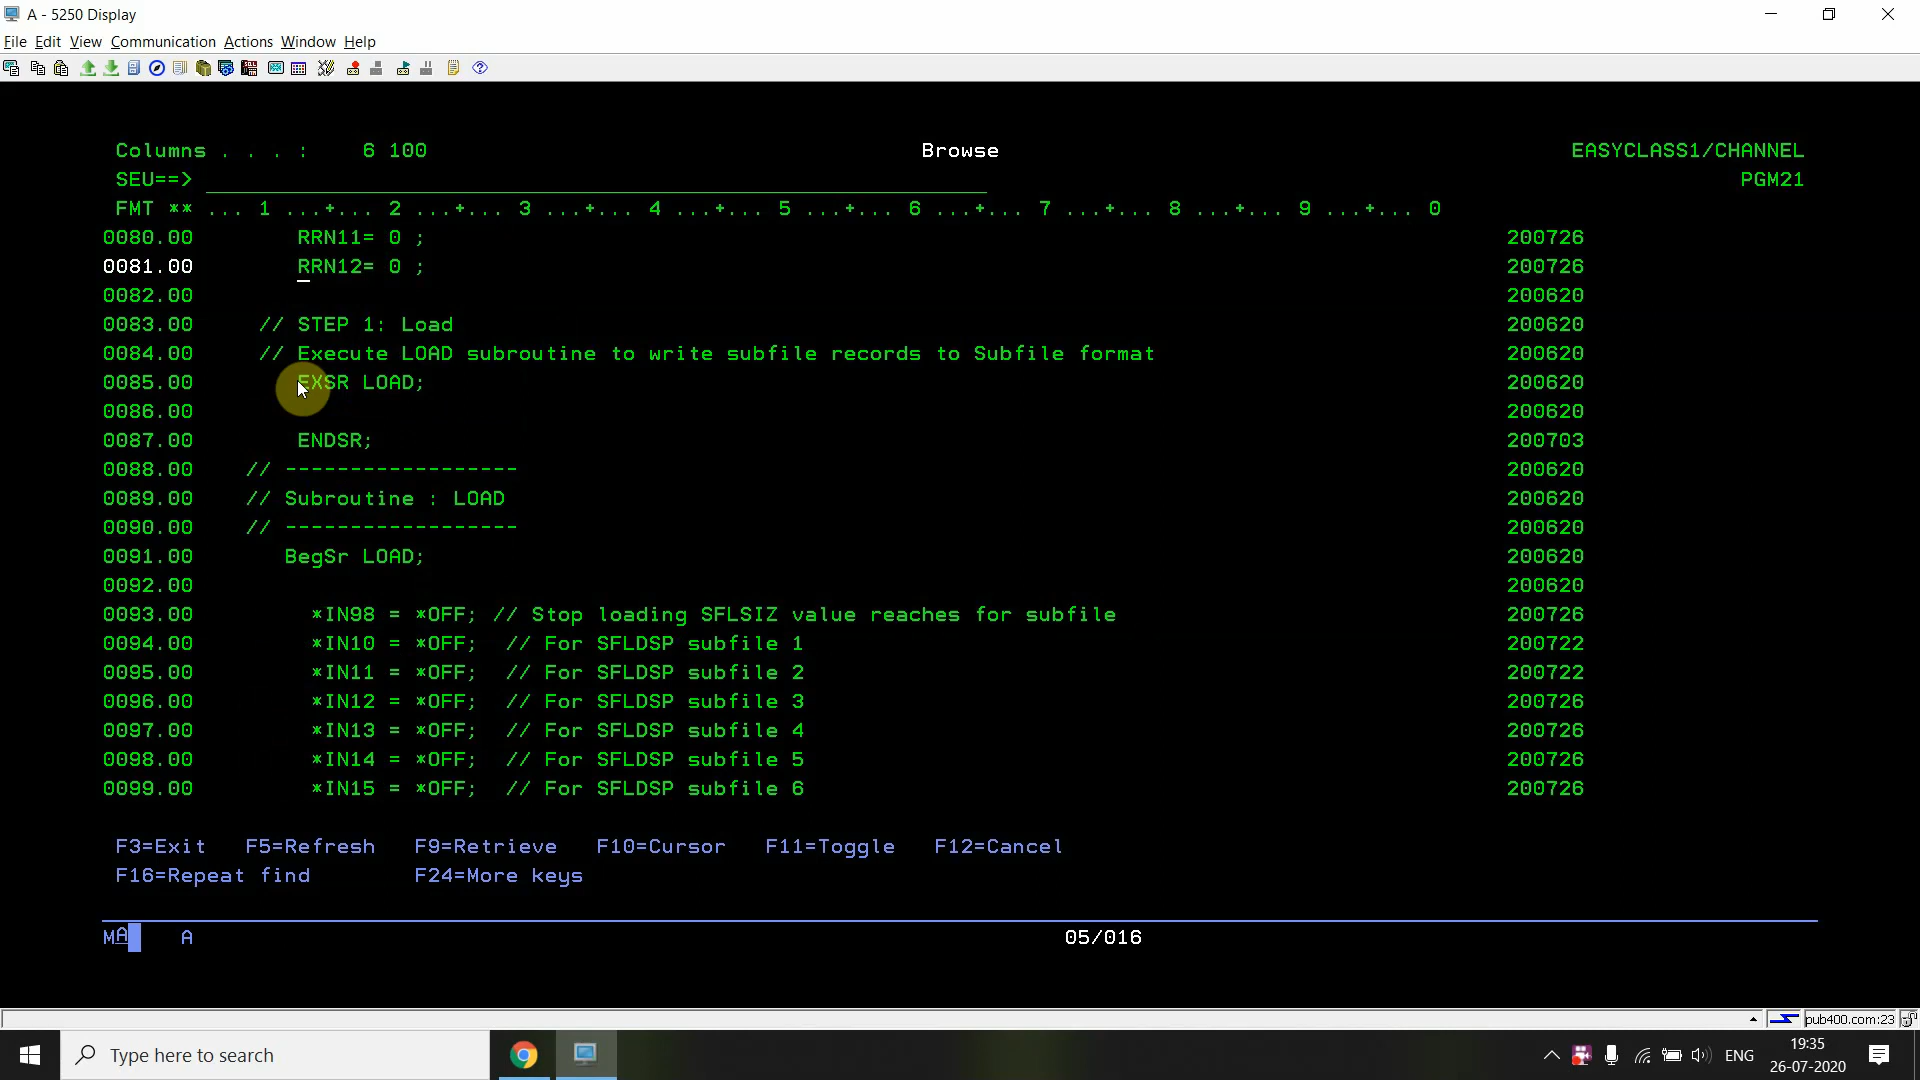 A - 5250 Display
File Edit View Communication Actions Window Help
Columns . . . :    6 100    Browse    EASYCLASS1/CHANNEL
SEU==>    PGM21
FMT ** ... 1 ...+... 2 ...+... 3 ...+... 4 ...+... 5 ...+... 6 ...+... 7 ...+... 8 ...+... 9 ...+... 0
0080.00    RRN11= 0 ;    200726
0081.00    RRN12= 0 ;    200726
0082.00    200620
0083.00    // STEP 1: Load    200620
0084.00    // Execute LOAD subroutine to write subfile records to Subfile format    200620
0085.00    EXSR LOAD;    200620
0086.00    200620
0087.00    ENDSR;    200703
0088.00    // ------------------    200620
0089.00    // Subroutine : LOAD    200620
0090.00    // ------------------    200620
0091.00    BegSr LOAD;    200620
0092.00    200620
0093.00    *IN98 = *OFF; // Stop loading SFLSIZ value reaches for subfile    200726
0094.00    *IN10 = *OFF;  // For SFLDSP subfile 1    200722
0095.00    *IN11 = *OFF;  // For SFLDSP subfile 2    200722
0096.00    *IN12 = *OFF;  // For SFLDSP subfile 3    200726
0097.00    *IN13 = *OFF;  // For SFLDSP subfile 4    200726
0098.00    *IN14 = *OFF;  // For SFLDSP subfile 5    200726
0099.00    *IN15 = *OFF;  // For SFLDSP subfile 6    200726
F3=Exit   F5=Refresh   F9=Retrieve   F10=Cursor   F11=Toggle   F12=Cancel
F16=Repeat find        F24=More keys
MA    A    05/016
pub400.com:23
Type here to search    ENG    19:35
26-07-2020